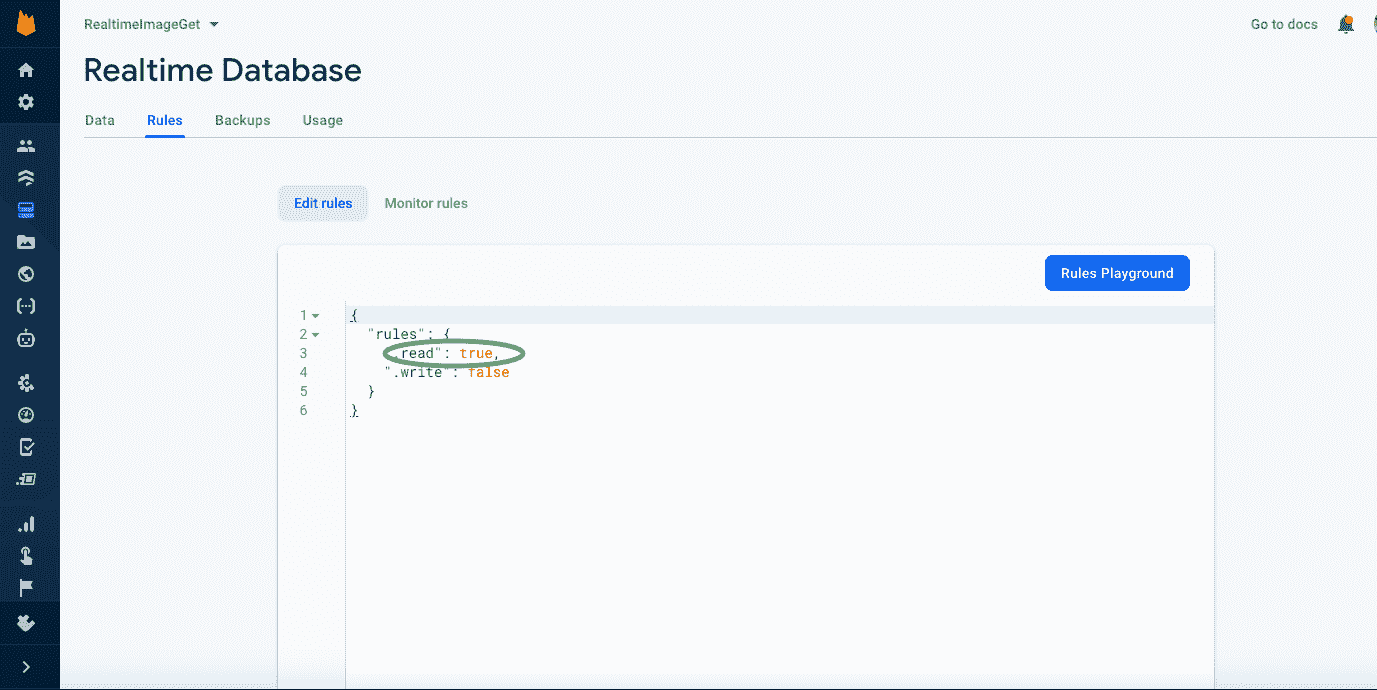 RealtimeImageGet
Go to docs
Realtime Database
Data Rules Backups Usage
Edit rules Monitor rules
Rules Playground
1 {
2 "rules": {
3 .read": true,
4 ".write": false
5 }
6 }